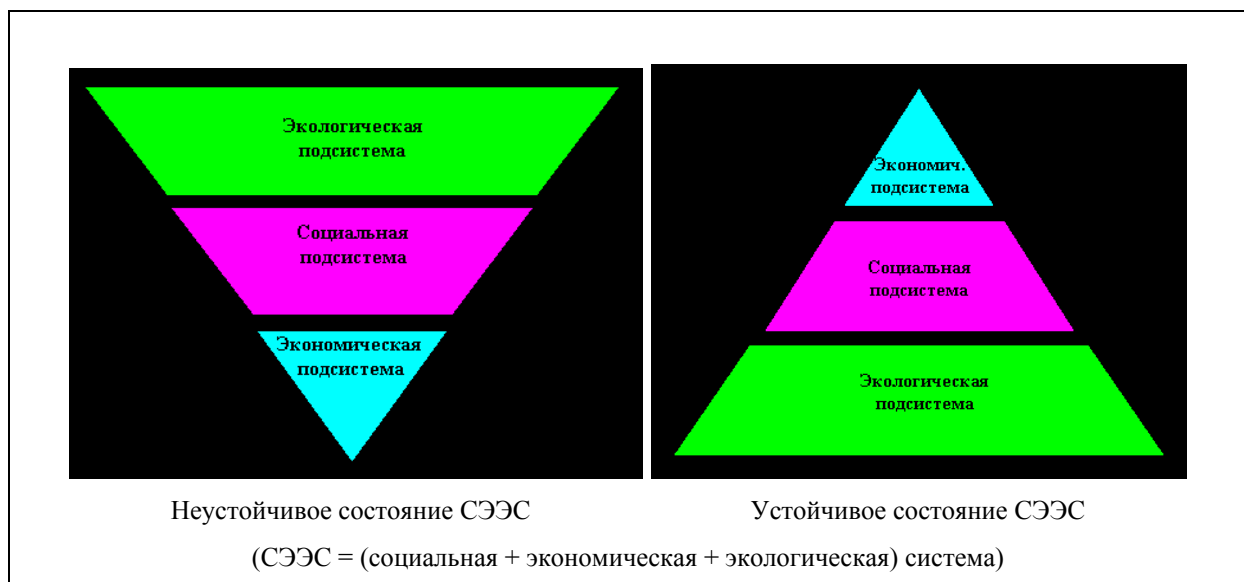 Экологическая
подсистема
Социальная
подсистема
Экономическая
подсистема
Экономич.
подсистема
Социальная
подсистема
Экологическая
подсистема
Неустойчивое состояние СЭЭС
Устойчивое состояние СЭЭС
(СЭЭС = (социальная + экономическая + экологическая) система)